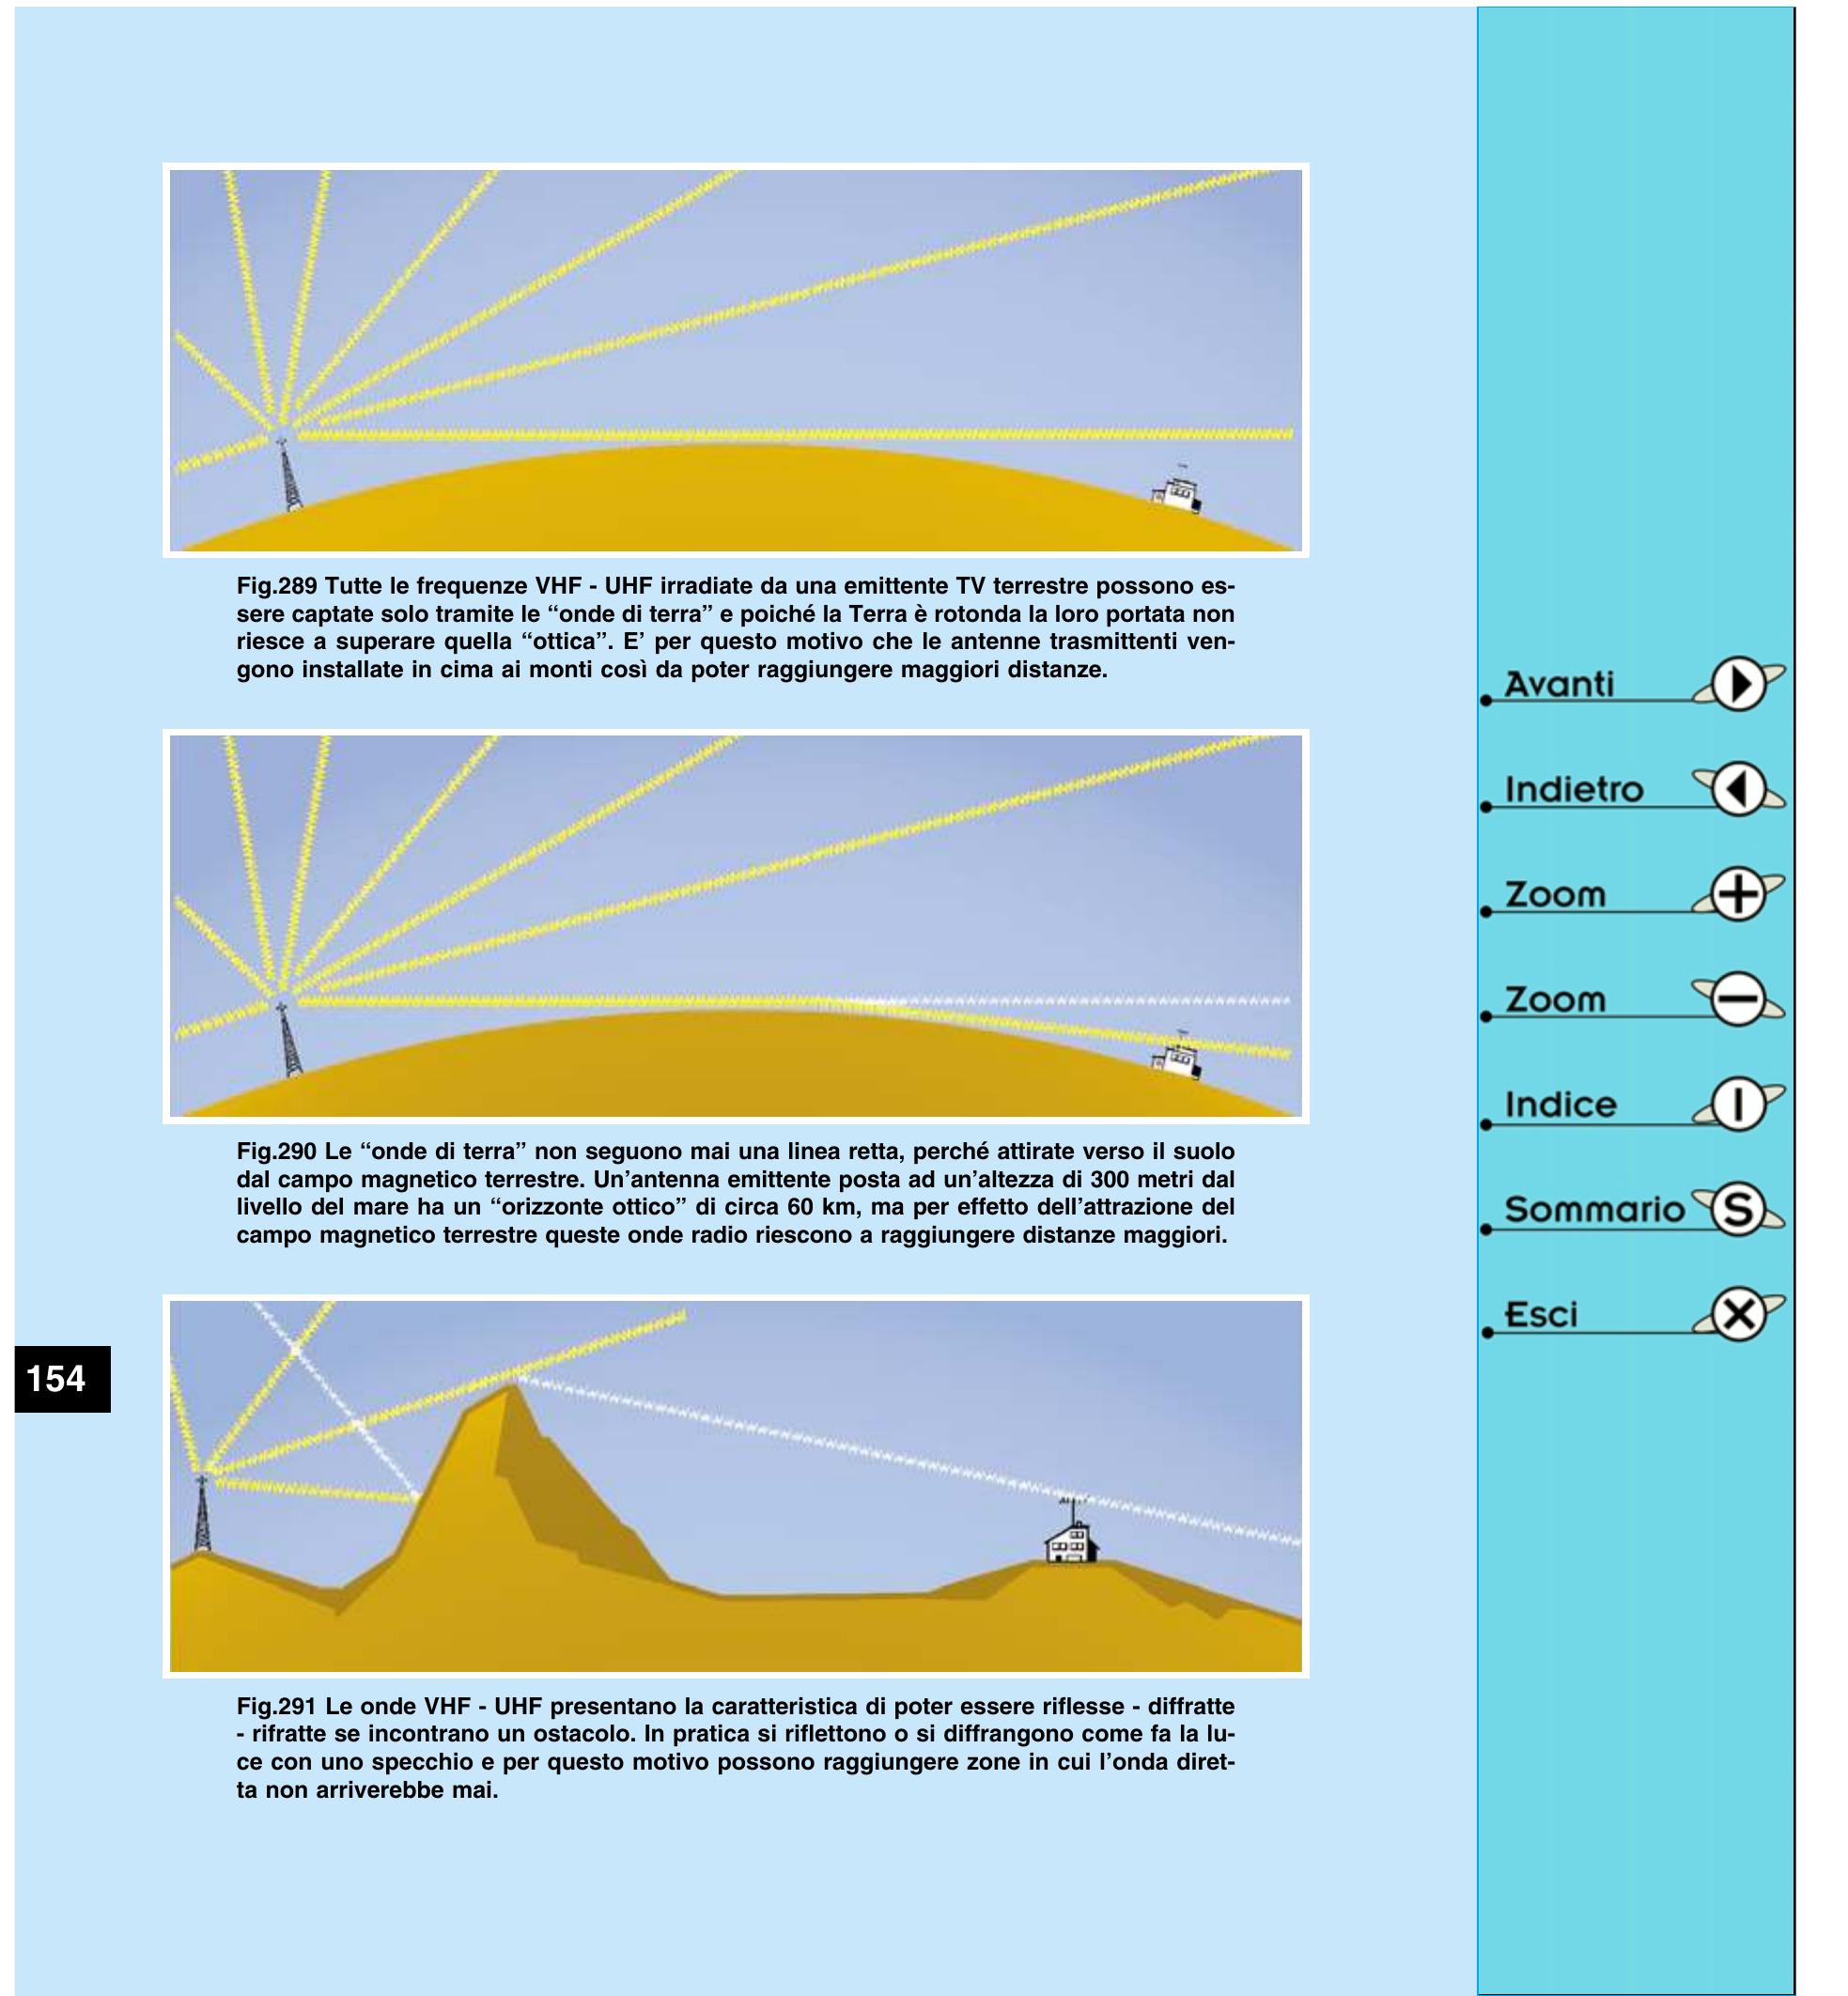 Fig.289 Tutte le frequenze VHF - UHF irradiate da una emittente TV terrestre possono es-
sere captate solo tramite le “onde di terra” e poiché la Terra è rotonda la loro portata non
riesce a superare quella “ottica”. E’ per questo motivo che le antenne trasmittenti ven-
gono installate in cima ai monti così da poter raggiungere maggiori distanze.
Fig.290 Le “onde di terra” non seguono mai una linea retta, perché attirate verso il suolo
dal campo magnetico terrestre. Un’antenna emittente posta ad un’altezza di 300 metri dal
livello del mare ha un “orizzonte ottico” di circa 60 km, ma per effetto dell’attrazione del
campo magnetico terrestre queste onde radio riescono a raggiungere distanze maggiori.
154
Fig.291 Le onde VHF - UHF presentano la caratteristica di poter essere riflesse - diffratte
- rifratte se incontrano un ostacolo. In pratica si riflettono o si diffrangono come fa la lu-
ce con uno specchio e per questo motivo possono raggiungere zone in cui l’onda diret-
ta non arriverebbe mai.
Avanti
Indietro
Zoom +
Zoom −
Indice I
Sommario S
Esci X